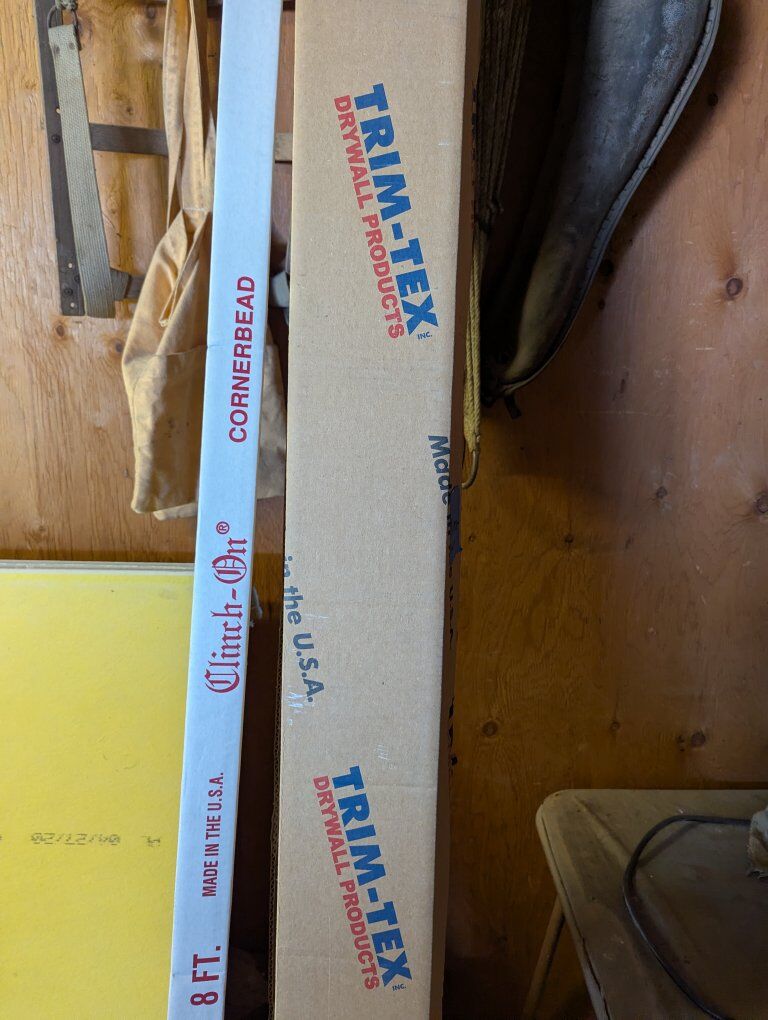 CORNERBEAD
Clinch-On®
MADE IN THE U.S.A.
8 FT.
TRIM-TEX INC.
DRYWALL PRODUCTS
Made
in the U.S.A.
TRIM-TEX INC.
DRYWALL PRODUCTS